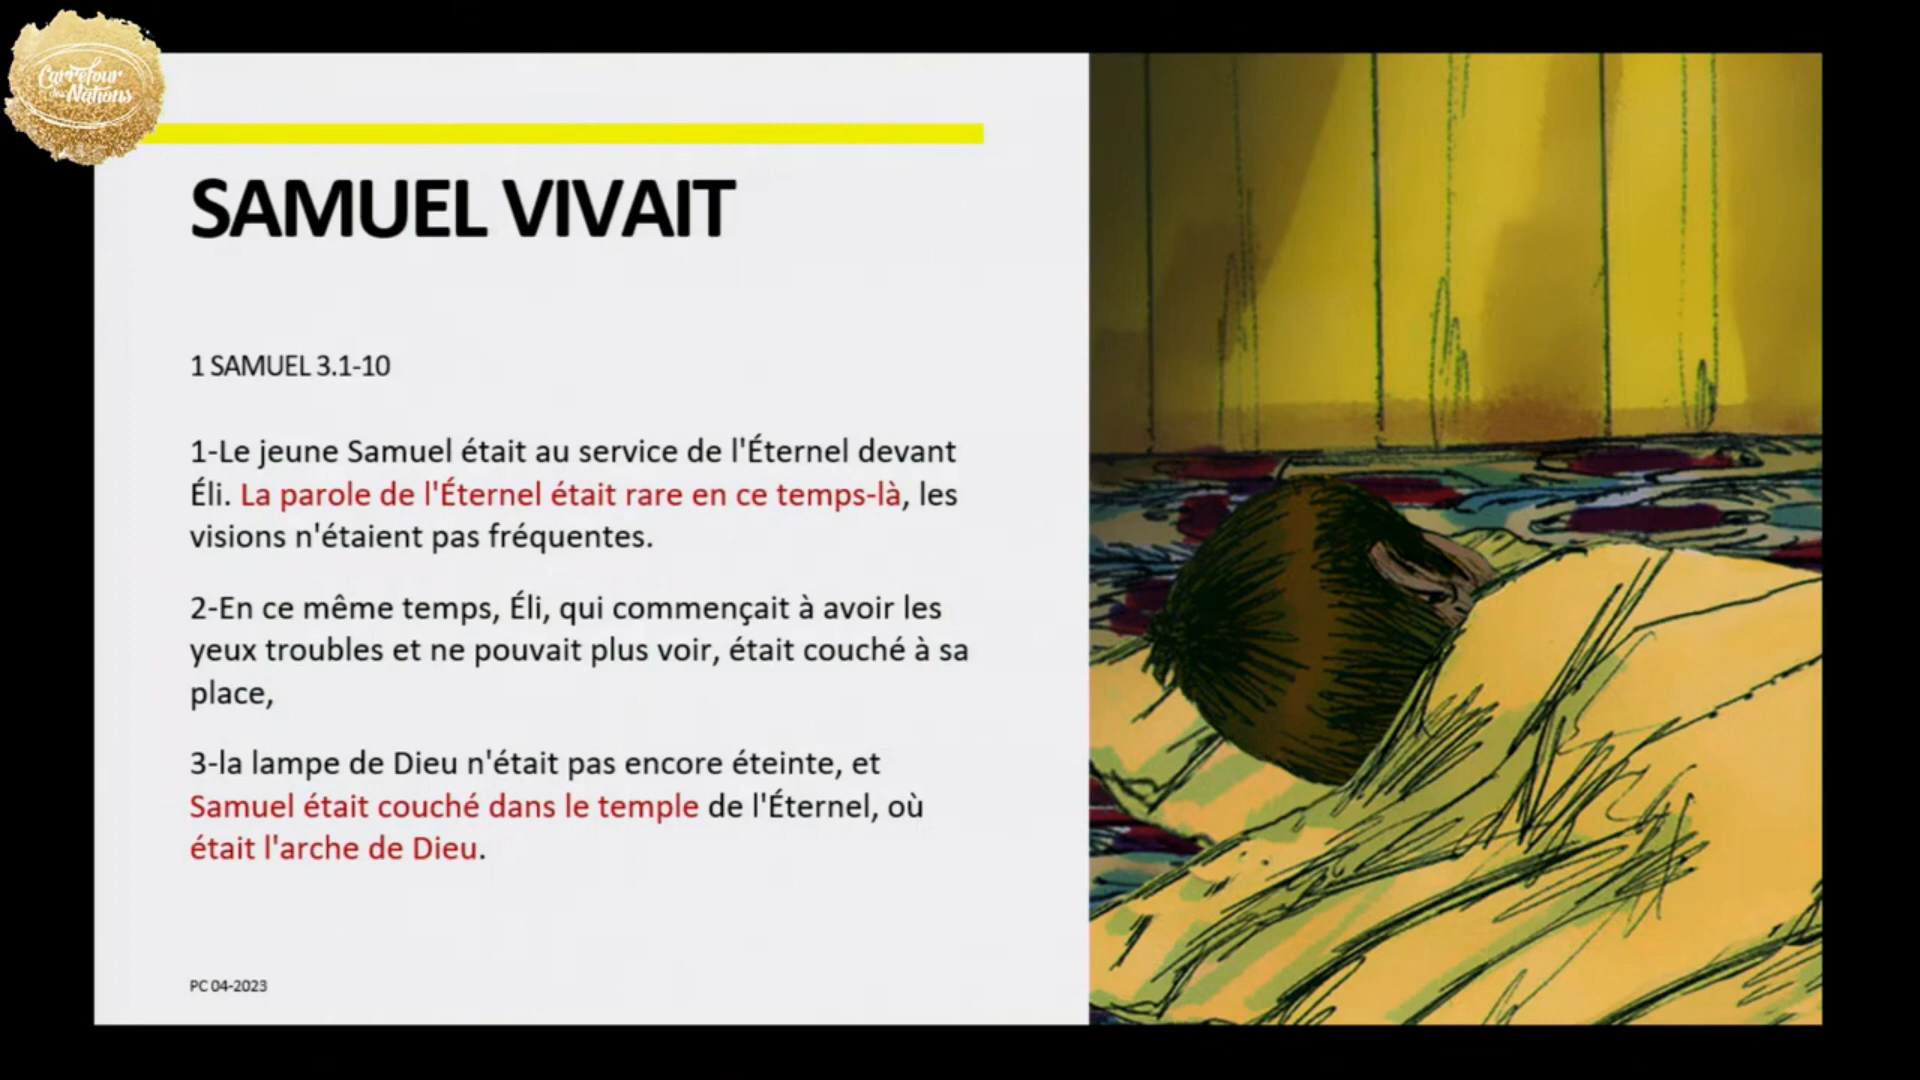 Carrefour
des Nations
SAMUEL VIVAIT
1 SAMUEL 3.1-10
1-Le jeune Samuel était au service de l'Éternel devant
Éli. La parole de l'Éternel était rare en ce temps-là, les
visions n'étaient pas fréquentes.
2-En ce même temps, Éli, qui commençait à avoir les
yeux troubles et ne pouvait plus voir, était couché à sa
place,
3-la lampe de Dieu n'était pas encore éteinte, et
Samuel était couché dans le temple de l'Éternel, où
était l'arche de Dieu.
PC 04-2023